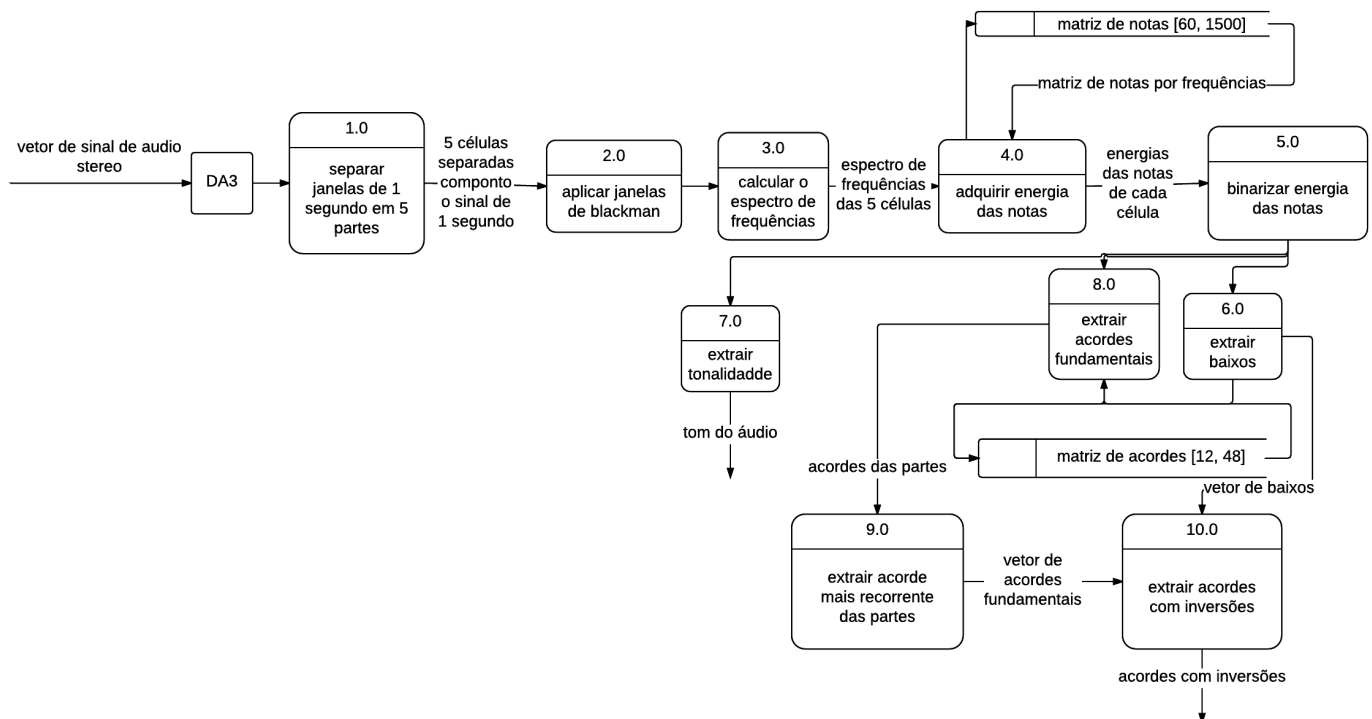 matriz de notas [60, 1500]
matriz de notas por frequências
vetor de sinal de audio
stereo
DA3
1.0
separar
janelas de 1
segundo em 5
partes
5 células
separadas
componto
o sinal de
1 segundo
2.0
aplicar janelas
de blackman
3.0
calcular o
espectro de
frequências
espectro de
frequências
das 5 células
4.0
adquirir energia
das notas
energias
das notas
de cada
célula
5.0
binarizar energia
das notas
7.0
extrair
tonalidadde
tom do áudio
8.0
extrair
acordes
fundamentais
6.0
extrair
baixos
matriz de acordes [12, 48]
acordes das partes
vetor de baixos
9.0
extrair acorde
mais recorrente
das partes
vetor de
acordes
fundamentais
10.0
extrair acordes
com inversões
acordes com inversões